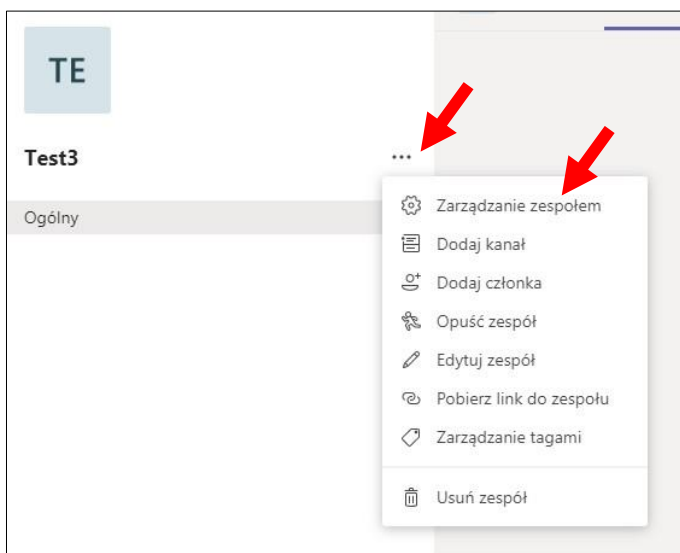 TE
Test3
...
Ogólny
Zarządzanie zespołem
Dodaj kanał
Dodaj członka
Opuść zespół
Edytuj zespół
Pobierz link do zespołu
Zarządzanie tagami
Usuń zespół